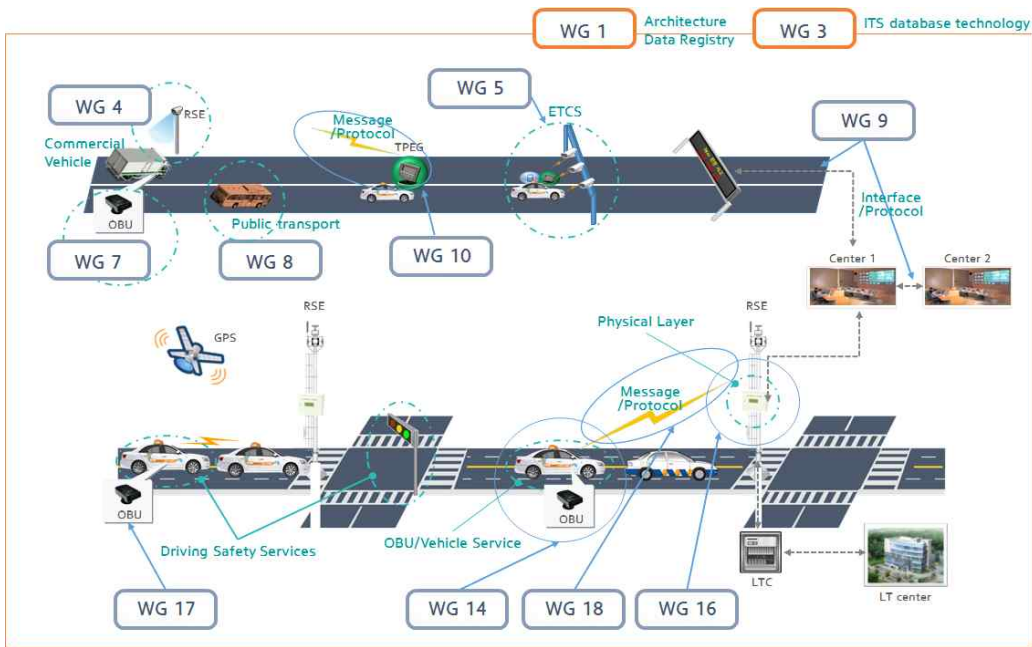 WG 1
Architecture
Data Registry
WG 3
ITS database technology
WG 4
RSE
Commercial
Vehicle
OBU
WG 7
Public transport
WG 8
Message
/Protocol
TPEG
WG 10
WG 5
ETCS
WG 9
Interface
/Protocol
Center 1
Center 2
GPS
RSE
Physical Layer
RSE
Message
/Protocol
OBU
Driving Safety Services
OBU/Vehicle Service
OBU
WG 17
WG 14
WG 18
WG 16
LTC
LT center